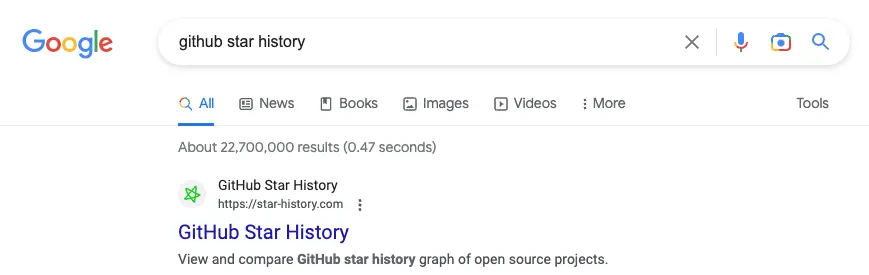 Google
github star history
All News Books Images Videos More Tools
About 22,700,000 results (0.47 seconds)
GitHub Star History
https://star-history.com
GitHub Star History
View and compare GitHub star history graph of open source projects.